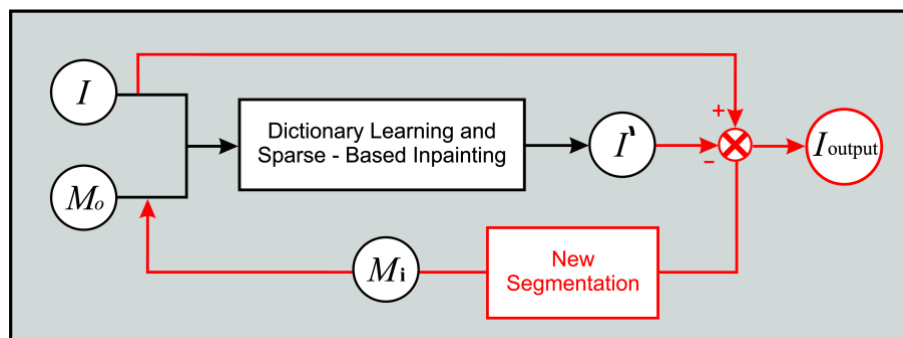 I
Dictionary Learning and
Sparse - Based Inpainting
I`
+
−
I output
Mo
Mi
New
Segmentation